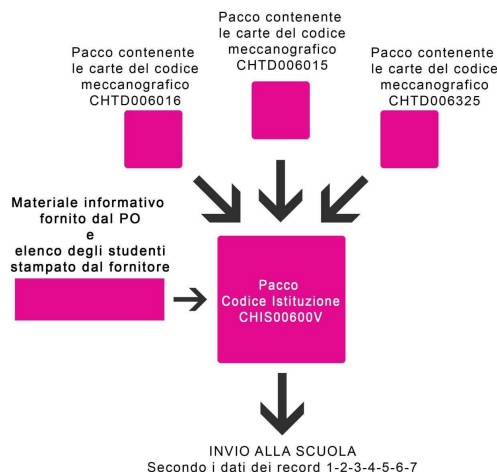 Pacco contenente
le carte del codice
meccanografico
CHTD006016
Pacco contenente
le carte del codice
meccanografico
CHTD006015
Pacco contenente
le carte del codice
meccanografico
CHTD006325
Materiale informativo
fornito dal PO
e
elenco degli studenti
stampato dal fornitore
Pacco
Codice Istituzione
CHIS00600V
INVIO ALLA SCUOLA
Secondo i dati dei record 1-2-3-4-5-6-7